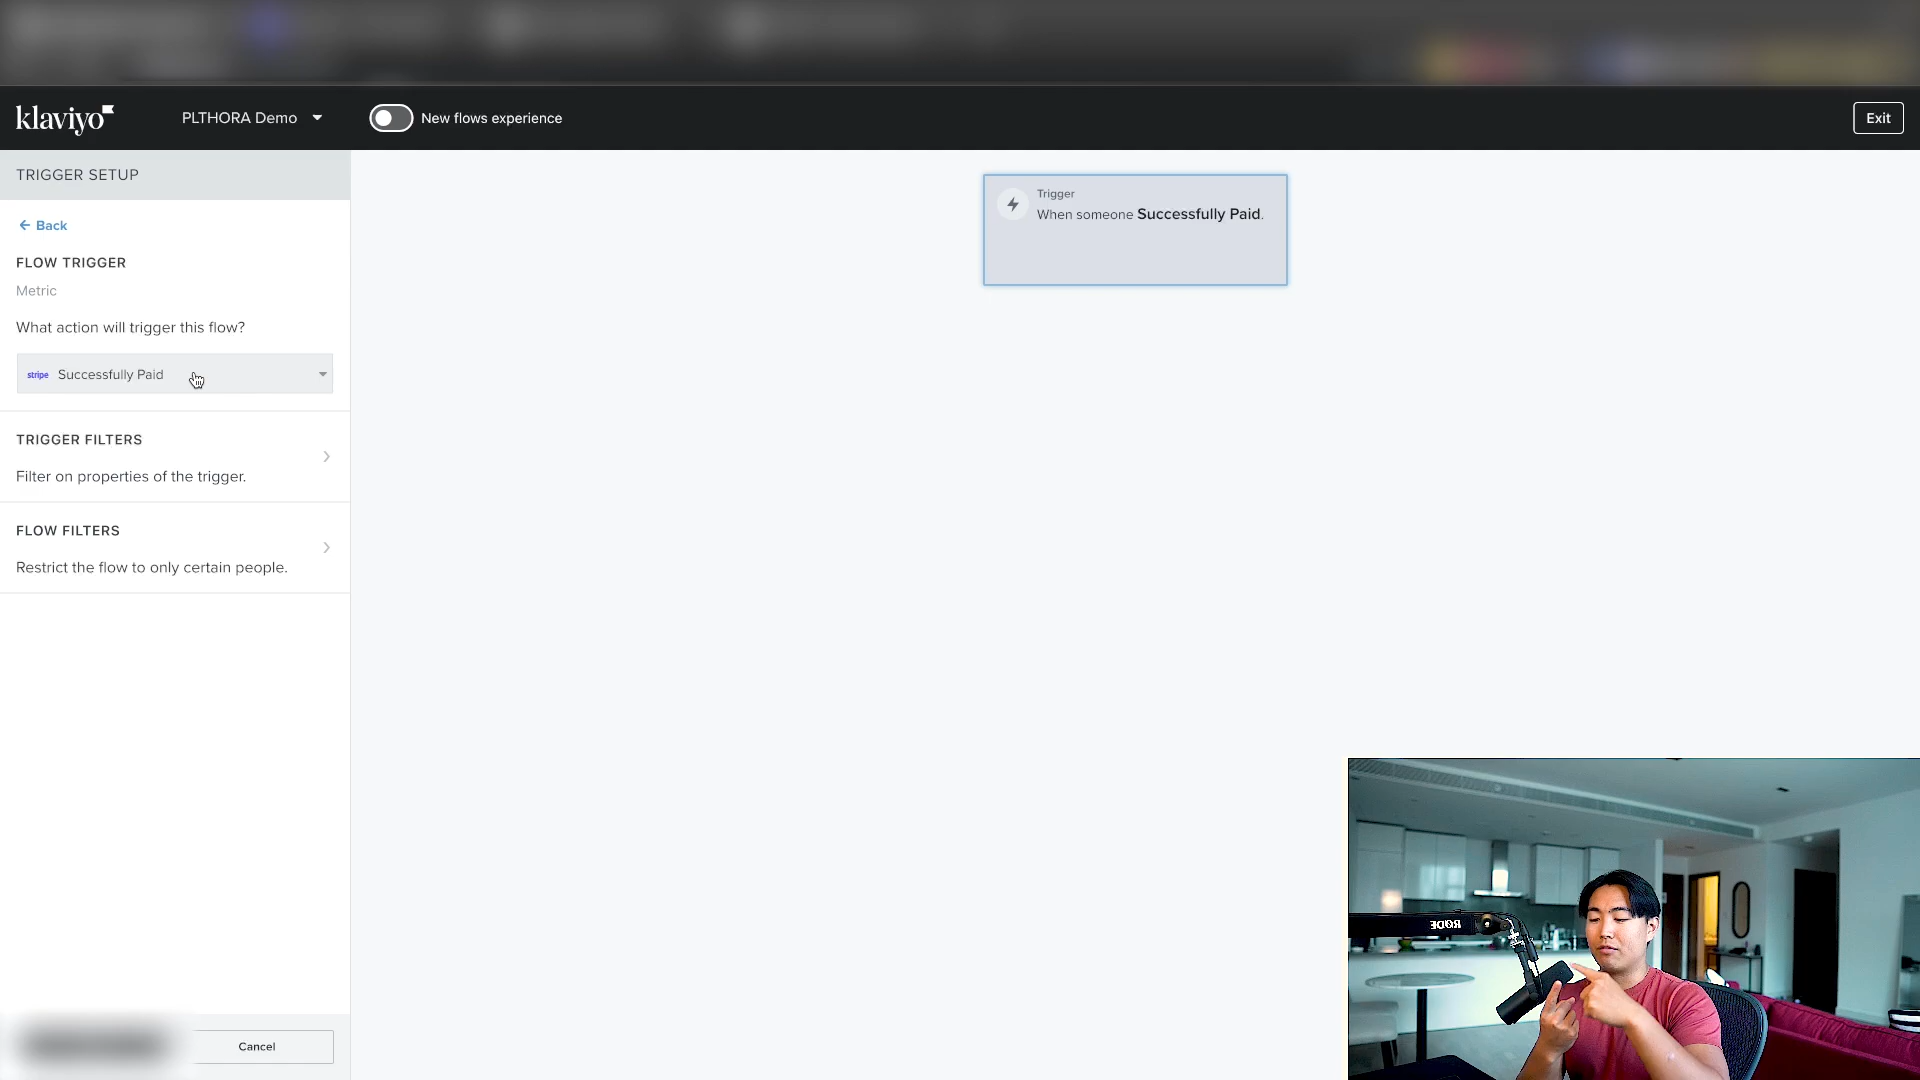 klaviyo
PLTHORA Demo
New flows experience
Exit
TRIGGER SETUP
Back
FLOW TRIGGER
Metric
What action will trigger this flow?
stripe Successfully Paid
TRIGGER FILTERS
Filter on properties of the trigger.
FLOW FILTERS
Restrict the flow to only certain people.
Cancel
Trigger
When someone Successfully Paid.
RØDE